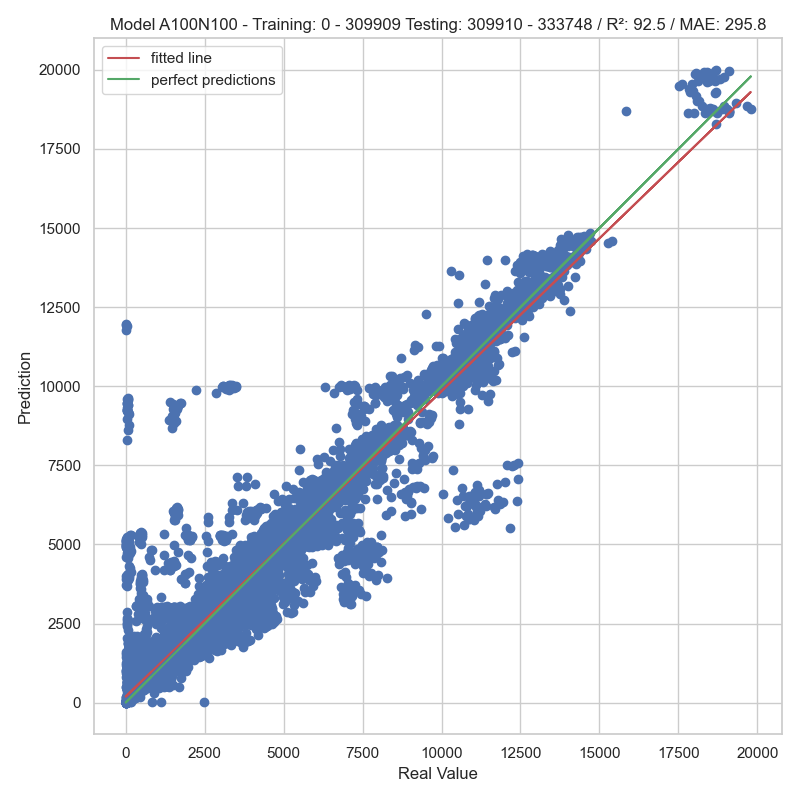 Model A100N100 - Training: 0 - 309909 Testing: 309910 - 333748 / R²: 92.5 / MAE: 295.8
fitted line
perfect predictions
20000
17500
15000
12500
10000
7500
5000
2500
0
Prediction
0 2500 5000 7500 10000 12500 15000 17500 20000
Real Value